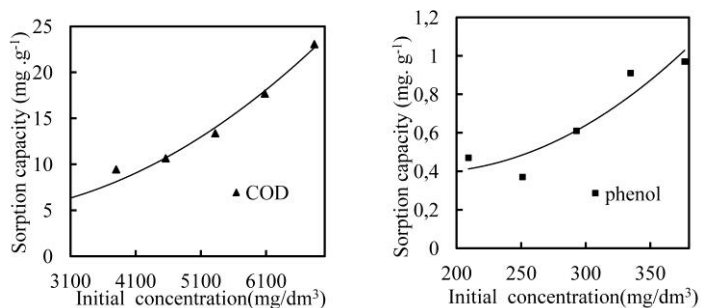 Sorption capacity (mg .g⁻¹)
25
20
15
10
5
0
3100 4100 5100 6100
Initial concentration(mg/dm³)
COD
Sorption capacity (mg. g⁻¹)
1,2
1
0,8
0,6
0,4
0,2
0
200 250 300 350
Initial concentration(mg/dm³)
phenol